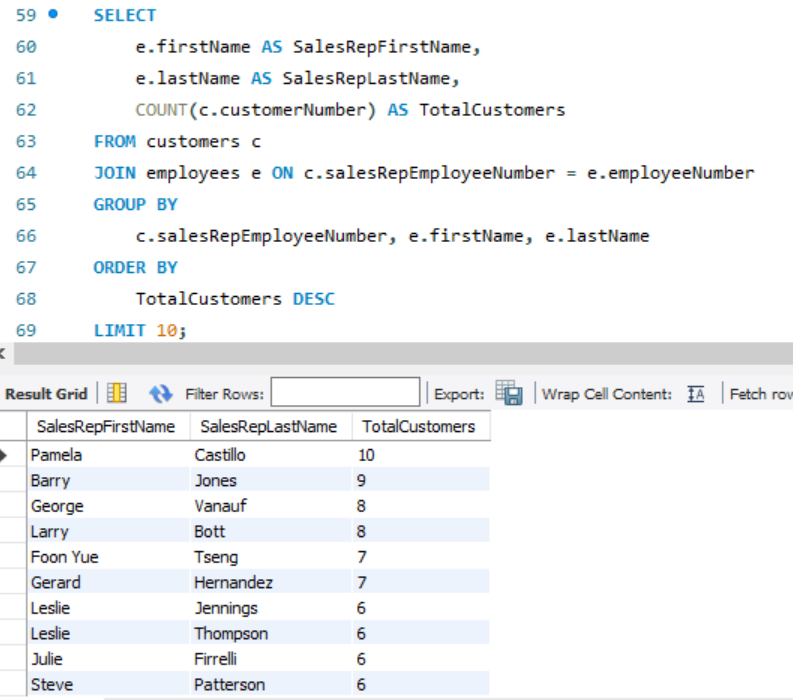 59 SELECT
60 e.firstName AS SalesRepFirstName,
61 e.lastName AS SalesRepLastName,
62 COUNT(c.customerNumber) AS TotalCustomers
63 FROM customers c
64 JOIN employees e ON c.salesRepEmployeeNumber = e.employeeNumber
65 GROUP BY
66 c.salesRepEmployeeNumber, e.firstName, e.lastName
67 ORDER BY
68 TotalCustomers DESC
69 LIMIT 10;
Result Grid Filter Rows: Export: Wrap Cell Content: Fetch row
SalesRepFirstName SalesRepLastName TotalCustomers
Pamela Castillo 10
Barry Jones 9
George Vanauf 8
Larry Bott 8
Foon Yue Tseng 7
Gerard Hernandez 7
Leslie Jennings 6
Leslie Thompson 6
Julie Firrelli 6
Steve Patterson 6